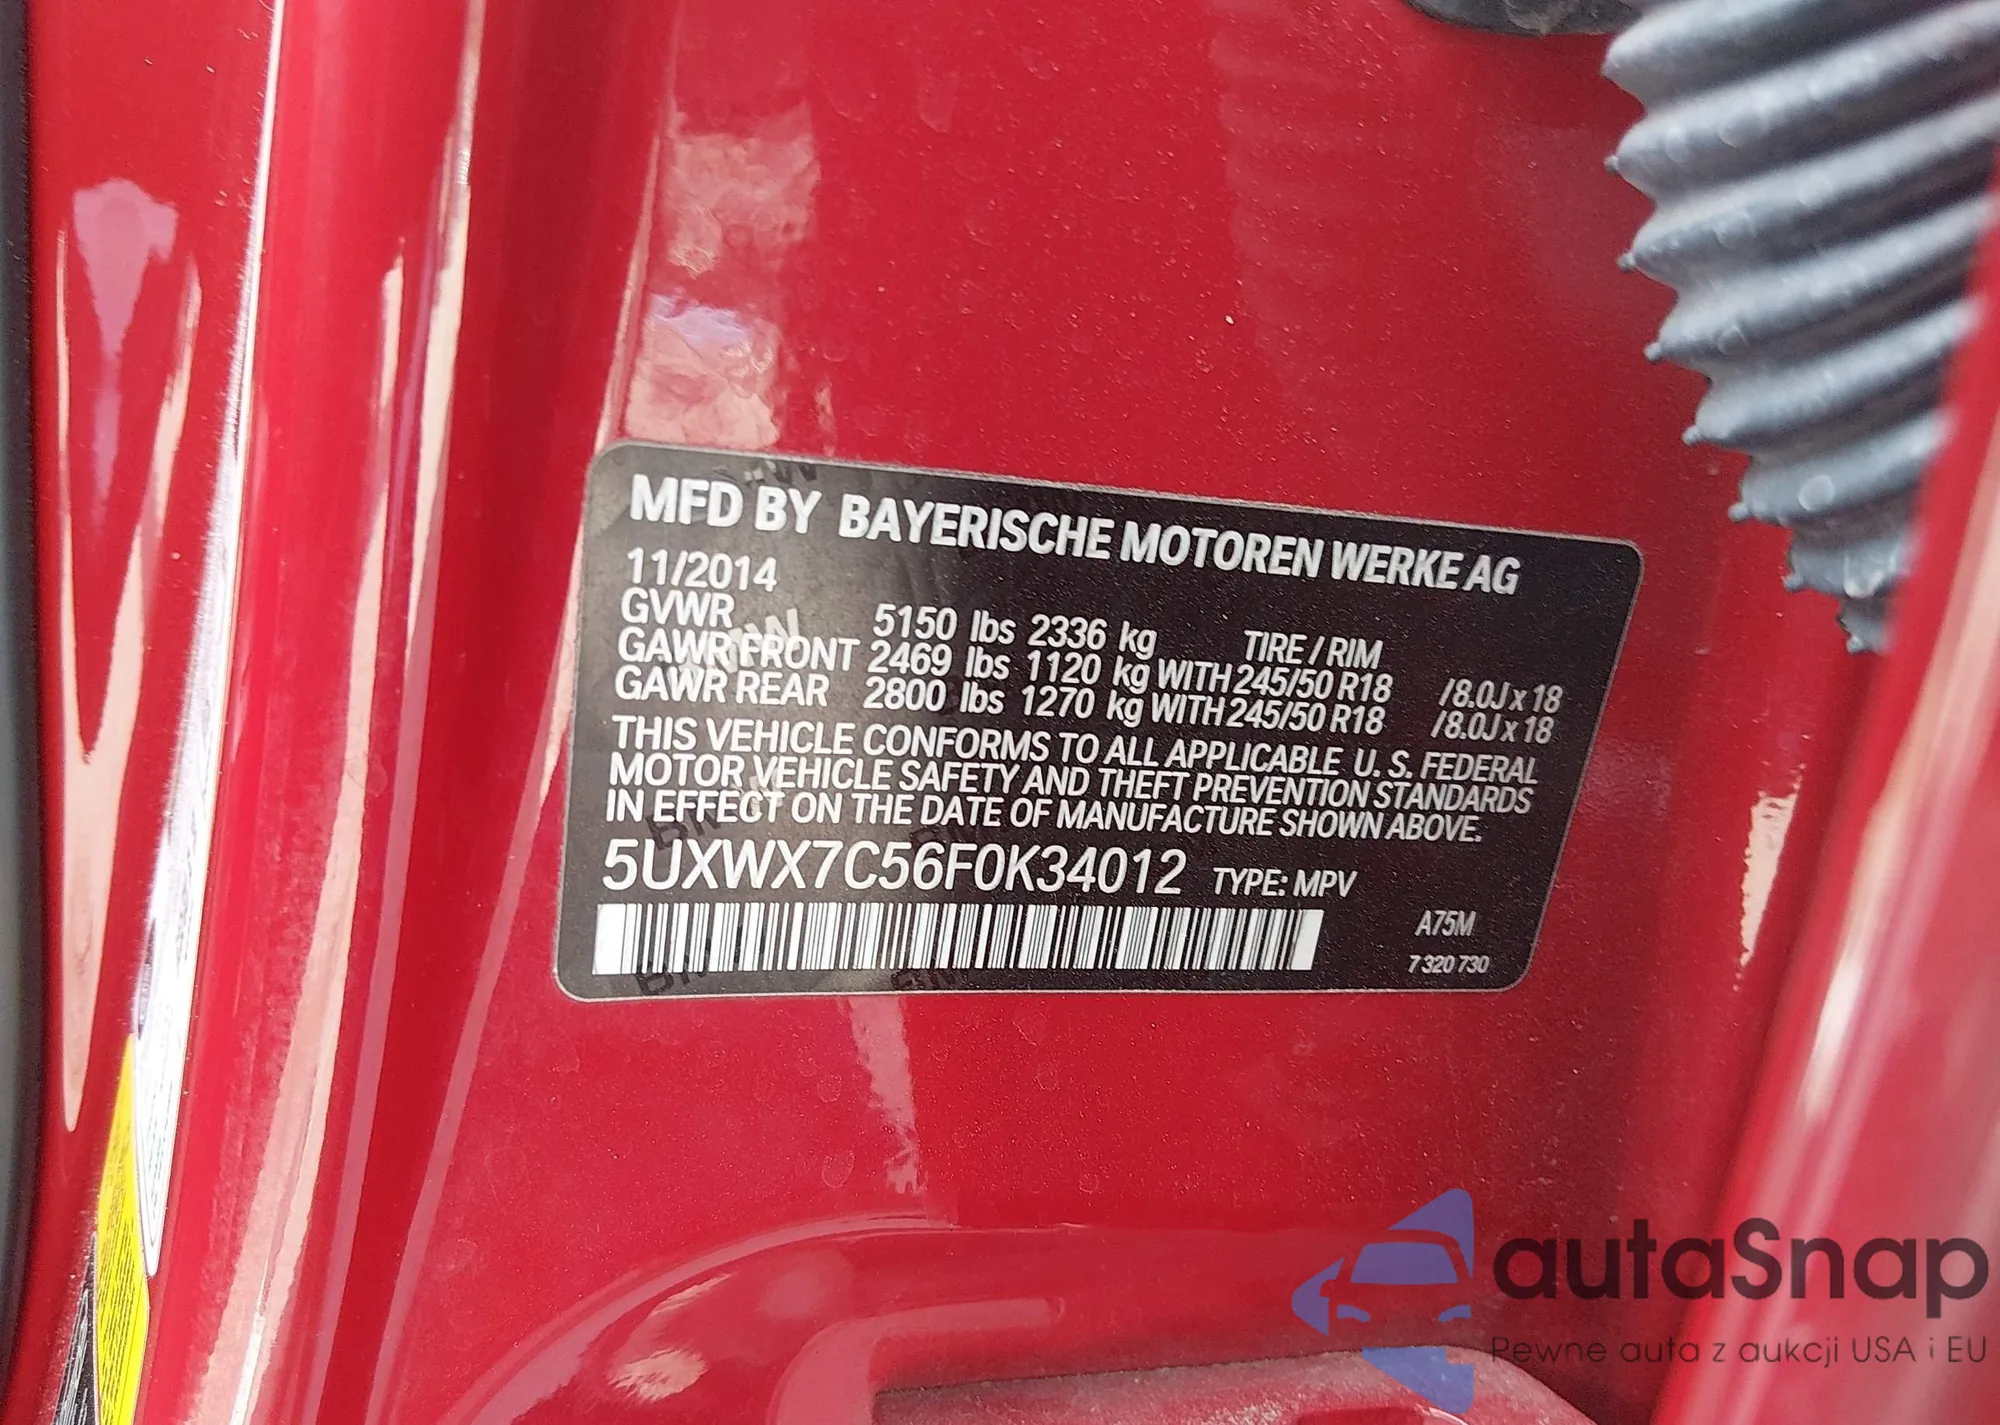 MFD BY BAYERISCHE MOTOREN WERKE AG
11/2014
GVWR 5150 lbs 2336 kg TIRE / RIM
GAWR FRONT 2469 lbs 1120 kg WITH 245/50 R18 /8.0J x 18
GAWR REAR 2800 lbs 1270 kg WITH 245/50 R18 /8.0J x 18
THIS VEHICLE CONFORMS TO ALL APPLICABLE U. S. FEDERAL
MOTOR VEHICLE SAFETY AND THEFT PREVENTION STANDARDS
IN EFFECT ON THE DATE OF MANUFACTURE SHOWN ABOVE.
5UXWX7C56F0K34012 TYPE: MPV
A75M
7 320 730
autaSnap
Pewne auta z aukcji USA i EU